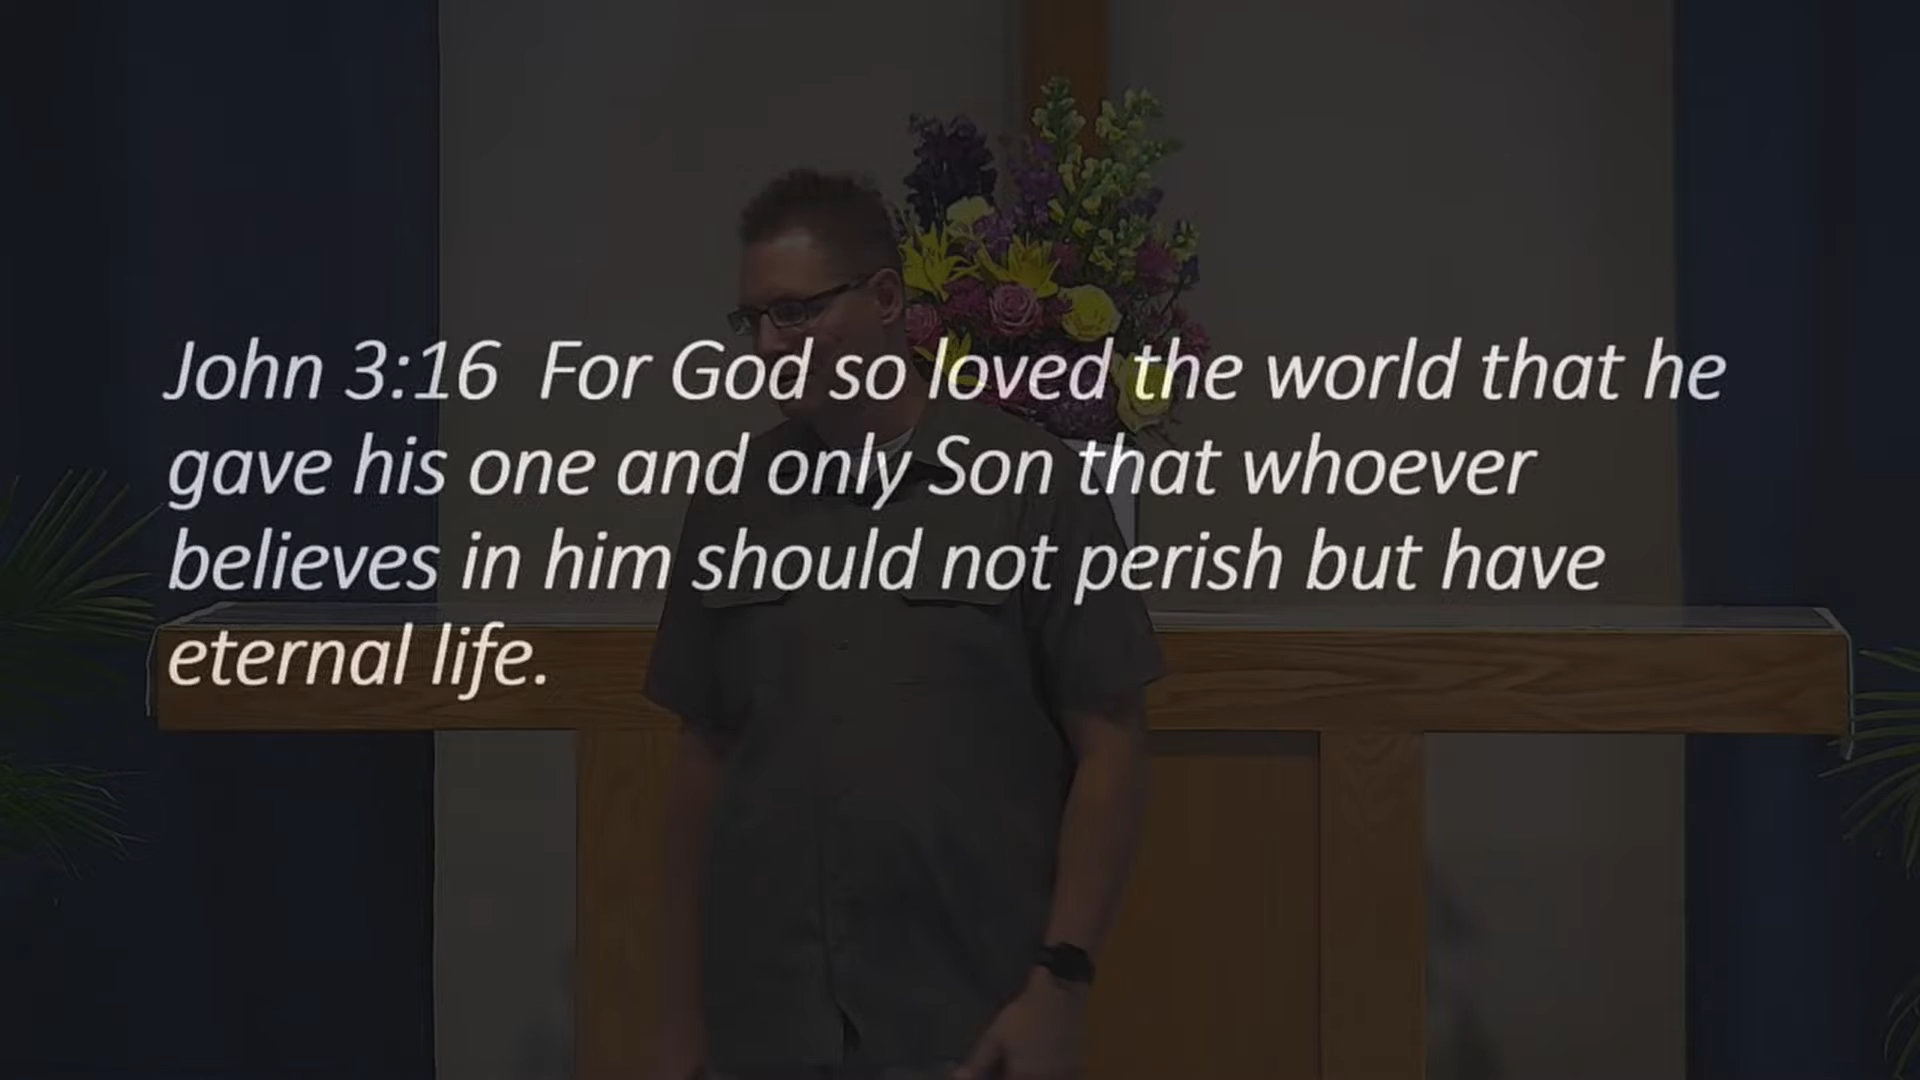 John 3:16  For God so loved the world that he
gave his one and only Son that whoever
believes in him should not perish but have
eternal life.